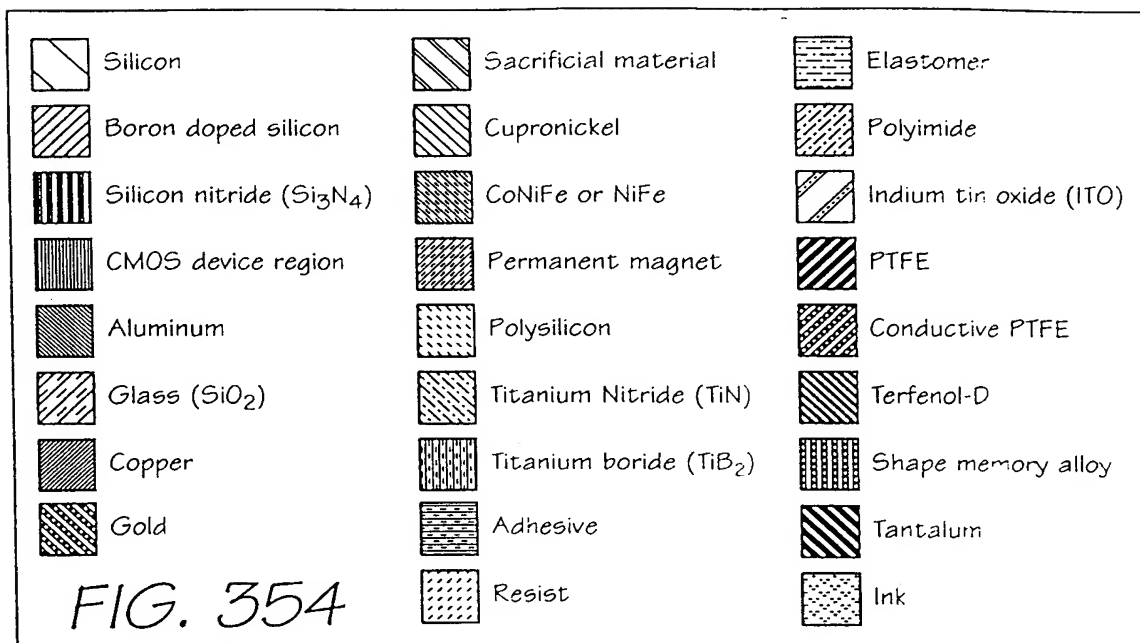 Silicon
Boron doped silicon
Silicon nitride (Si₃N₄)
CMOS device region
Aluminum
Glass (SiO₂)
Copper
Gold
FIG. 354
Sacrificial material
Cupronickel
CoNiFe or NiFe
Permanent magnet
Polysilicon
Titanium Nitride (TiN)
Titanium boride (TiB₂)
Adhesive
Resist
Elastomer
Polyimide
Indium tin oxide (ITO)
PTFE
Conductive PTFE
Terfenol-D
Shape memory alloy
Tantalum
Ink